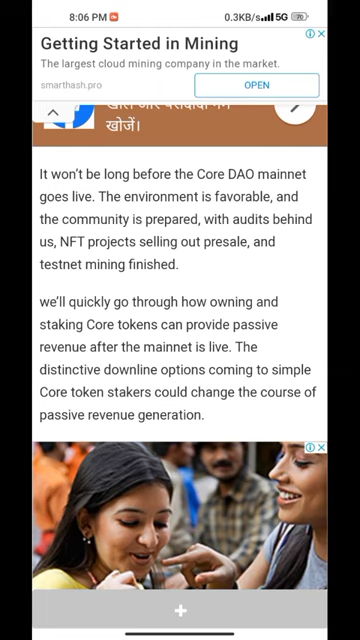 8:06 PM
0.3KB/s 5G 70
Getting Started in Mining
The largest cloud mining company in the market.
smarthash.pro
OPEN
खोजें।
It won't be long before the Core DAO mainnet
goes live. The environment is favorable, and
the community is prepared, with audits behind
us, NFT projects selling out presale, and
testnet mining finished.
we'll quickly go through how owning and
staking Core tokens can provide passive
revenue after the mainnet is live. The
distinctive downline options coming to simple
Core token stakers could change the course of
passive revenue generation.